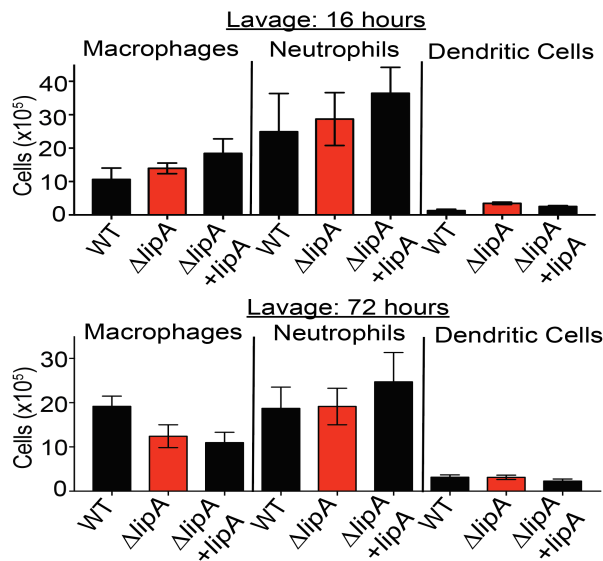 Lavage: 16 hours
Macrophages Neutrophils Dendritic Cells
Cells (x10⁵)
40
30
20
10
0
WT ΔlipA ΔlipA +lipA WT ΔlipA ΔlipA +lipA WT ΔlipA ΔlipA +lipA
Lavage: 72 hours
Macrophages Neutrophils Dendritic Cells
Cells (x10⁵)
30
20
10
0
WT ΔlipA ΔlipA +lipA WT ΔlipA ΔlipA +lipA WT ΔlipA ΔlipA +lipA